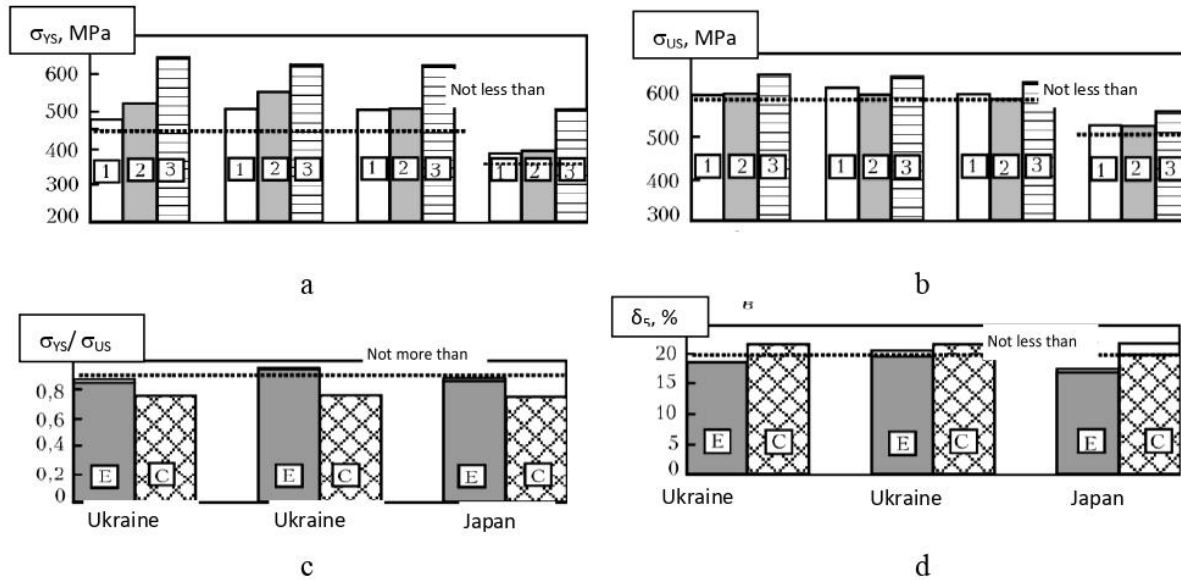 σYS, MPa
600
500
400
300
200
Not less than
1 2 3 1 2 3 1 2 3 1 2 3
a
σUS, MPa
600
500
400
300
Not less than
1 2 3 1 2 3 1 2 3 1 2 3
b
σYS/ σUS
0,8
0,6
0,4
0,2
0
Not more than
E C E C E C
Ukraine Ukraine Japan
c
δ5, %
20
15
10
5
0
Not less than
E C E C E C
Ukraine Ukraine Japan
d